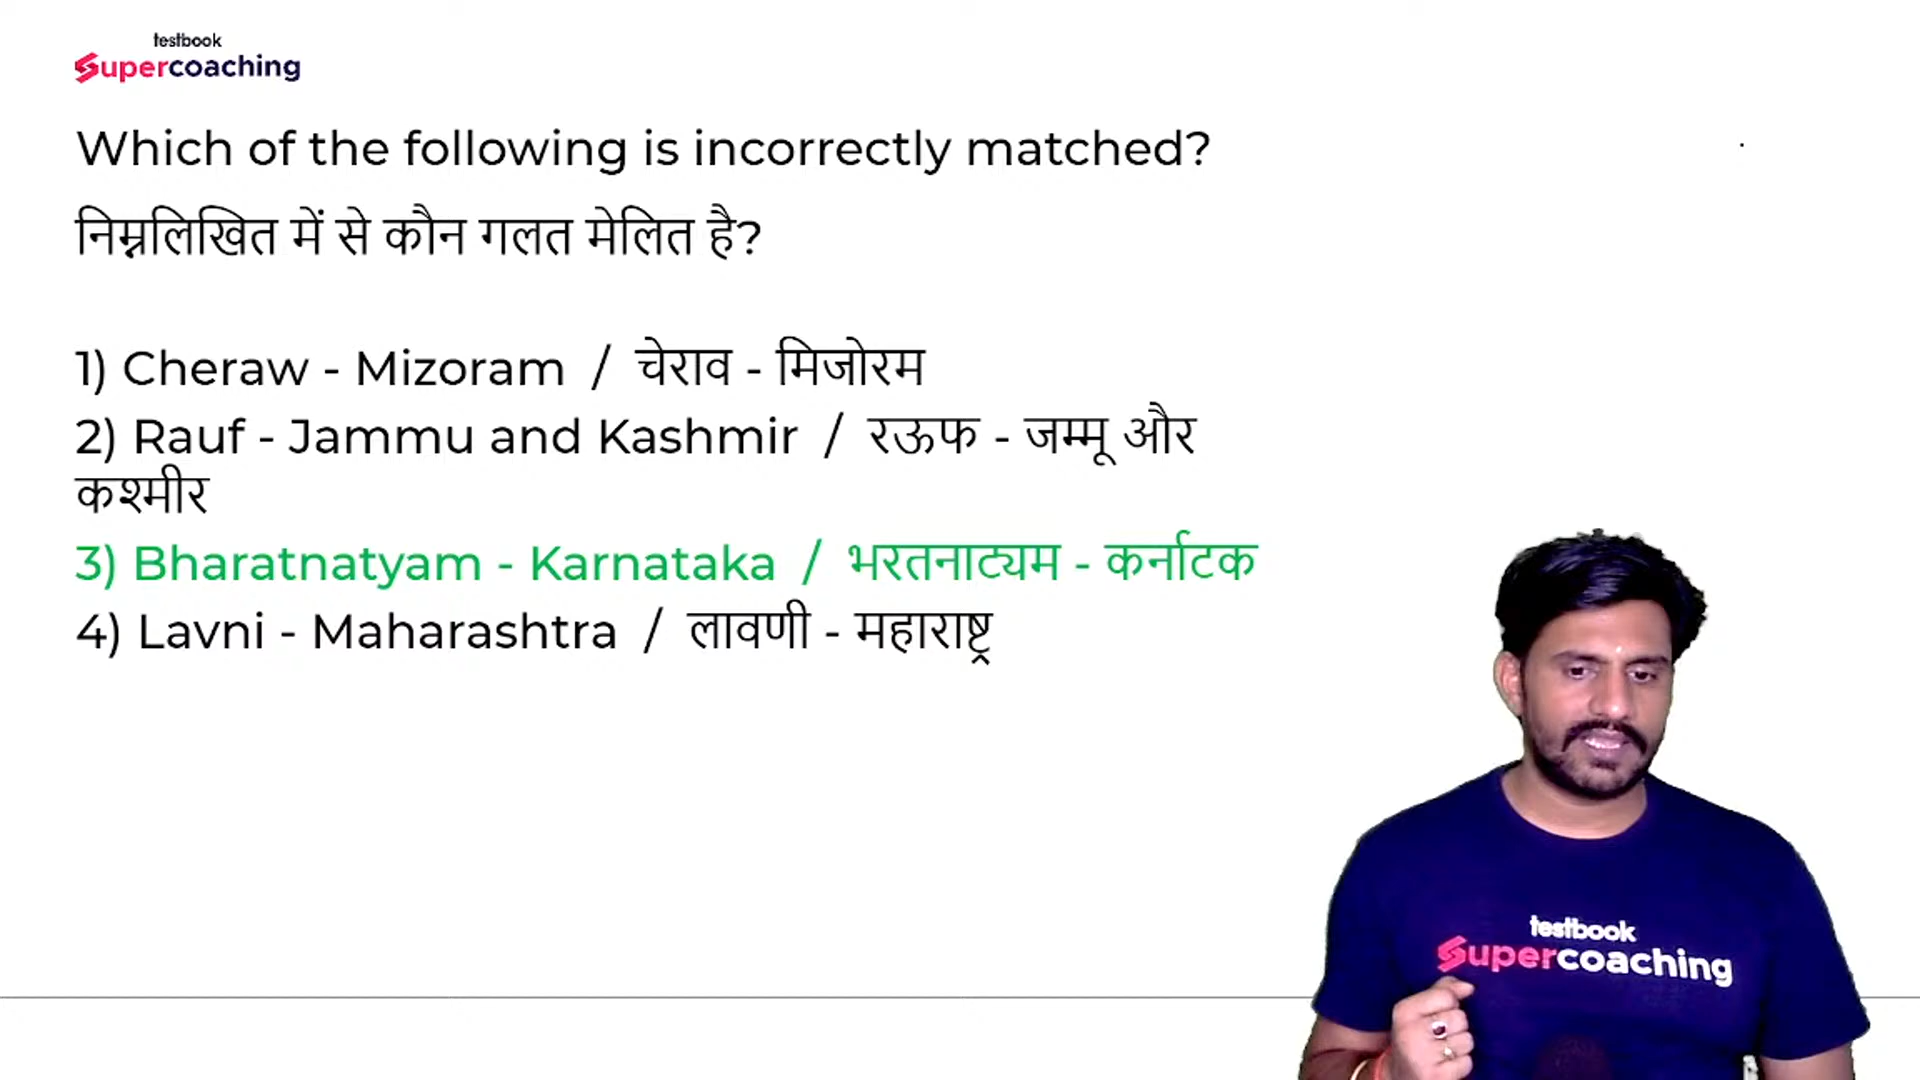 testbook
Supercoaching
Which of the following is incorrectly matched?
निम्नलिखित में से कौन गलत मेलित है?
1) Cheraw - Mizoram / चेराव - मिजोरम
2) Rauf - Jammu and Kashmir / रऊफ - जम्मू और
कश्मीर
3) Bharatnatyam - Karnataka / भरतनाट्यम - कर्नाटक
4) Lavni - Maharashtra / लावणी - महाराष्ट्र
testbook
Supercoaching